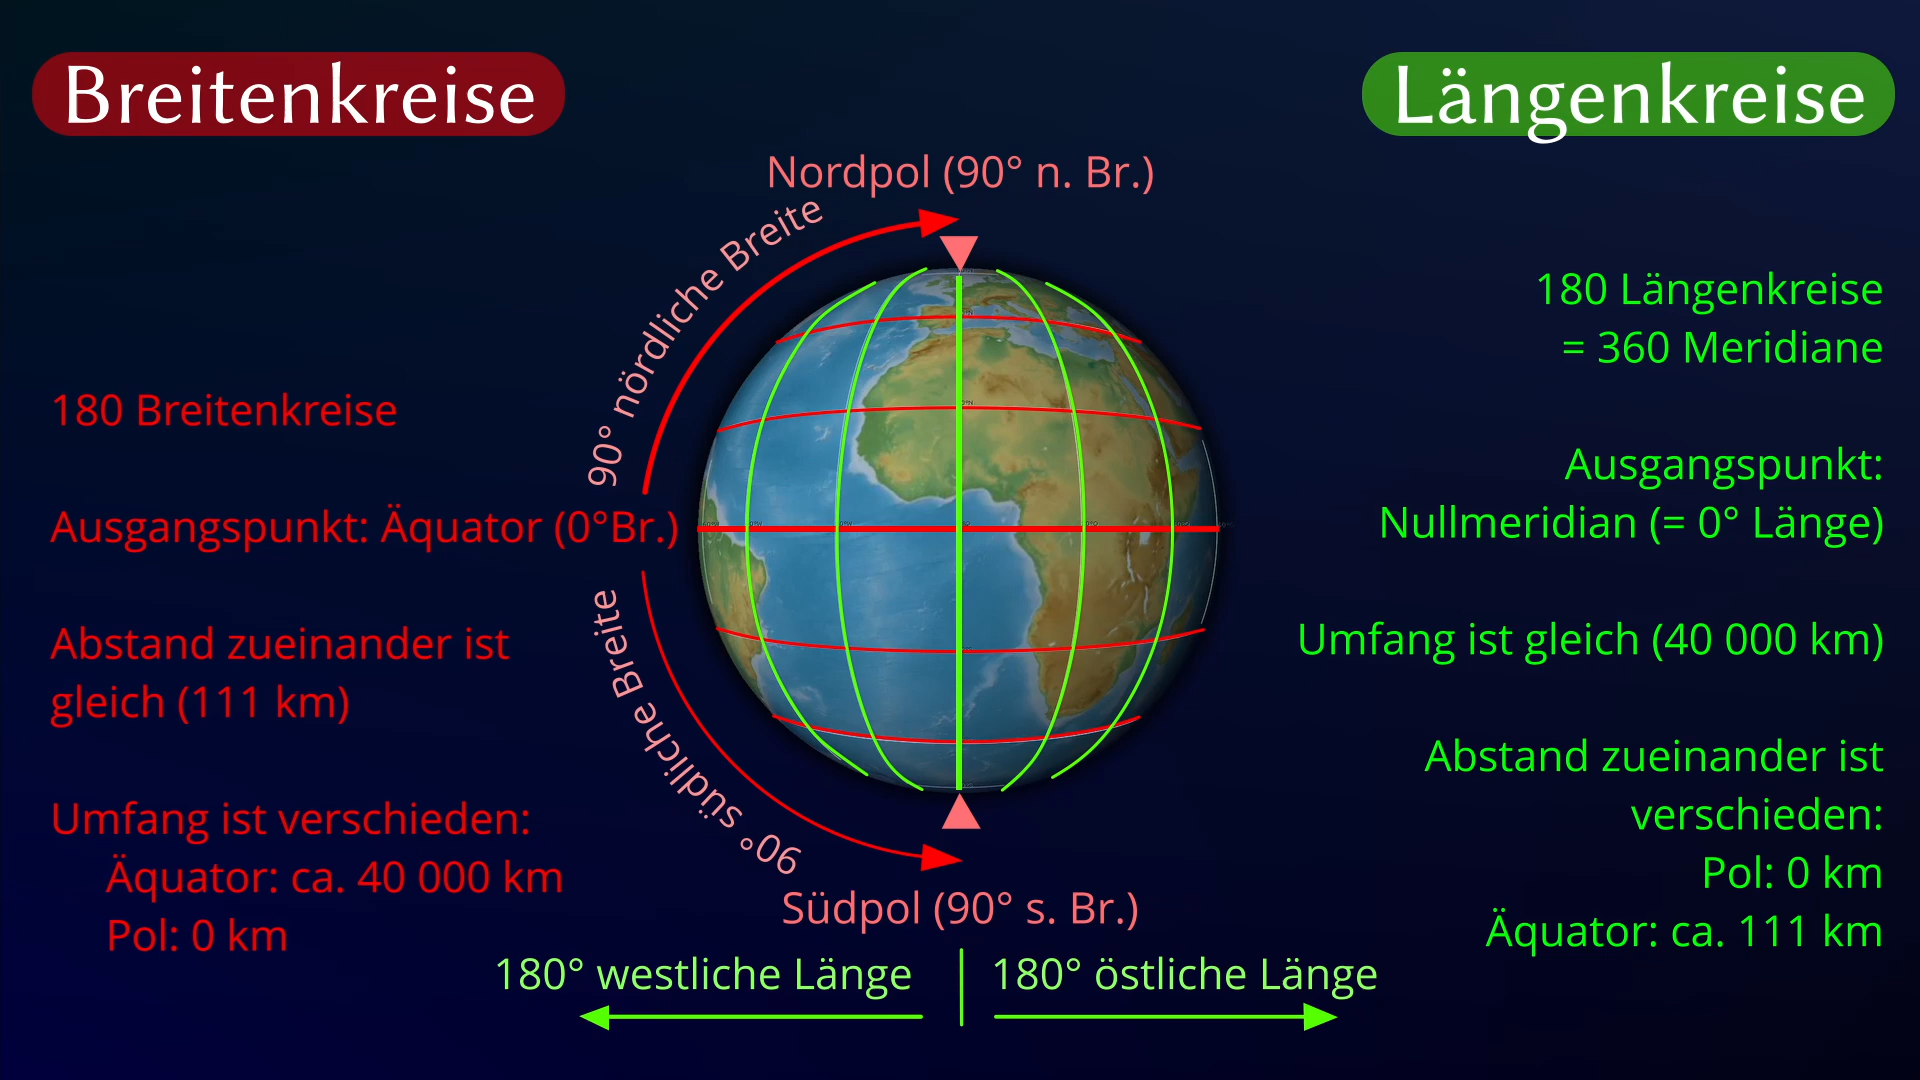 Breitenkreise
Längenkreise
Nordpol (90° n. Br.)
90° nördliche Breite
180 Breitenkreise
Ausgangspunkt: Äquator (0°Br.)
Abstand zueinander ist
gleich (111 km)
Umfang ist verschieden:
Äquator: ca. 40 000 km
Pol: 0 km
90° südliche Breite
Südpol (90° s. Br.)
180° westliche Länge
180° östliche Länge
180 Längenkreise
= 360 Meridiane
Ausgangspunkt:
Nullmeridian (= 0° Länge)
Umfang ist gleich (40 000 km)
Abstand zueinander ist
verschieden:
Pol: 0 km
Äquator: ca. 111 km